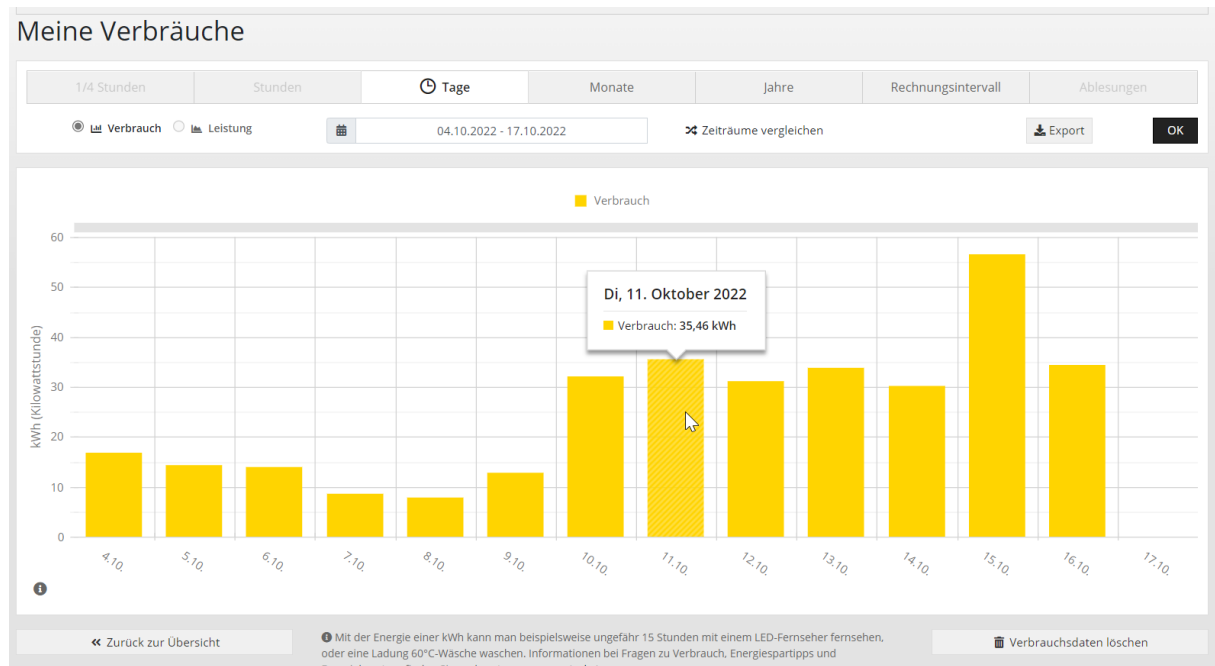 Meine Verbräuche
1/4 Stunden Stunden Tage Monate Jahre Rechnungsintervall Ablesungen
Verbrauch Leistung 04.10.2022 - 17.10.2022 Zeiträume vergleichen Export OK
Verbrauch
60
50
40
30
20
10
0
kWh (Kilowattstunde)
Di, 11. Oktober 2022
Verbrauch: 35,46 kWh
4.10. 5.10. 6.10. 7.10. 8.10. 9.10. 10.10. 11.10. 12.10. 13.10. 14.10. 15.10. 16.10. 17.10.
Zurück zur Übersicht
Mit der Energie einer kWh kann man beispielsweise ungefähr 15 Stunden mit einem LED-Fernseher fernsehen,
oder eine Ladung 60°C-Wäsche waschen. Informationen bei Fragen zu Verbrauch, Energiespartipps und
Verbrauchsdaten löschen